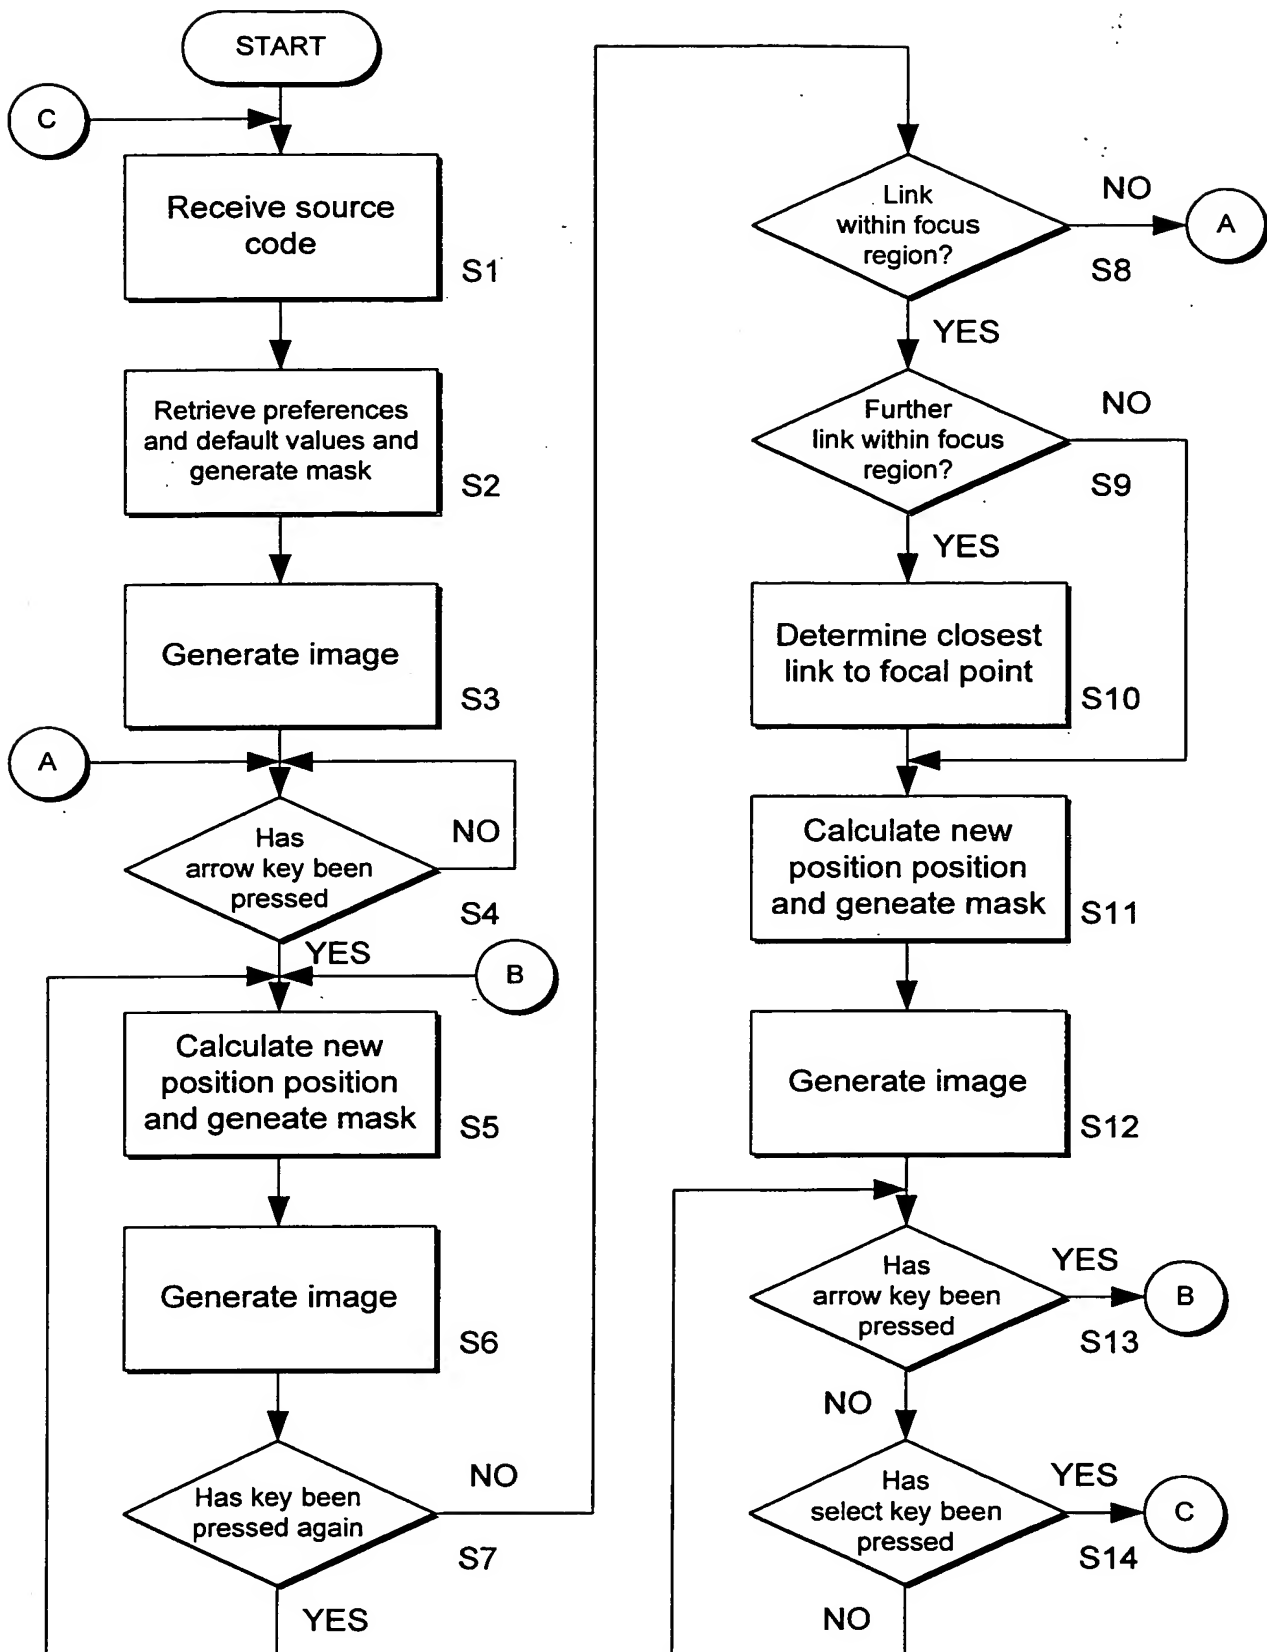 START
C
Receive source
code
S1
Retrieve preferences
and default values and
generate mask
S2
Generate image
S3
A
Has
arrow key been
pressed
NO
S4
YES
B
Calculate new
position position
and geneate mask
S5
Generate image
S6
Has key been
pressed again
NO
S7
YES
Link
within focus
region?
NO
A
S8
YES
Further
link within focus
region?
NO
S9
YES
Determine closest
link to focal point
S10
Calculate new
position position
and geneate mask
S11
Generate image
S12
Has
arrow key been
pressed
YES
B
S13
NO
Has
select key been
pressed
YES
C
S14
NO